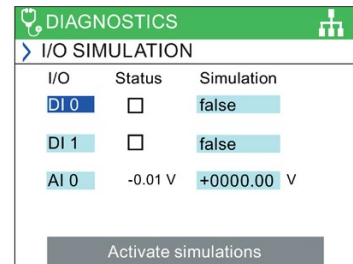 DIAGNOSTICS
I/O SIMULATION
I/O Status Simulation
DI 0 false
DI 1 false
AI 0 -0.01 V +0000.00 V
Activate simulations